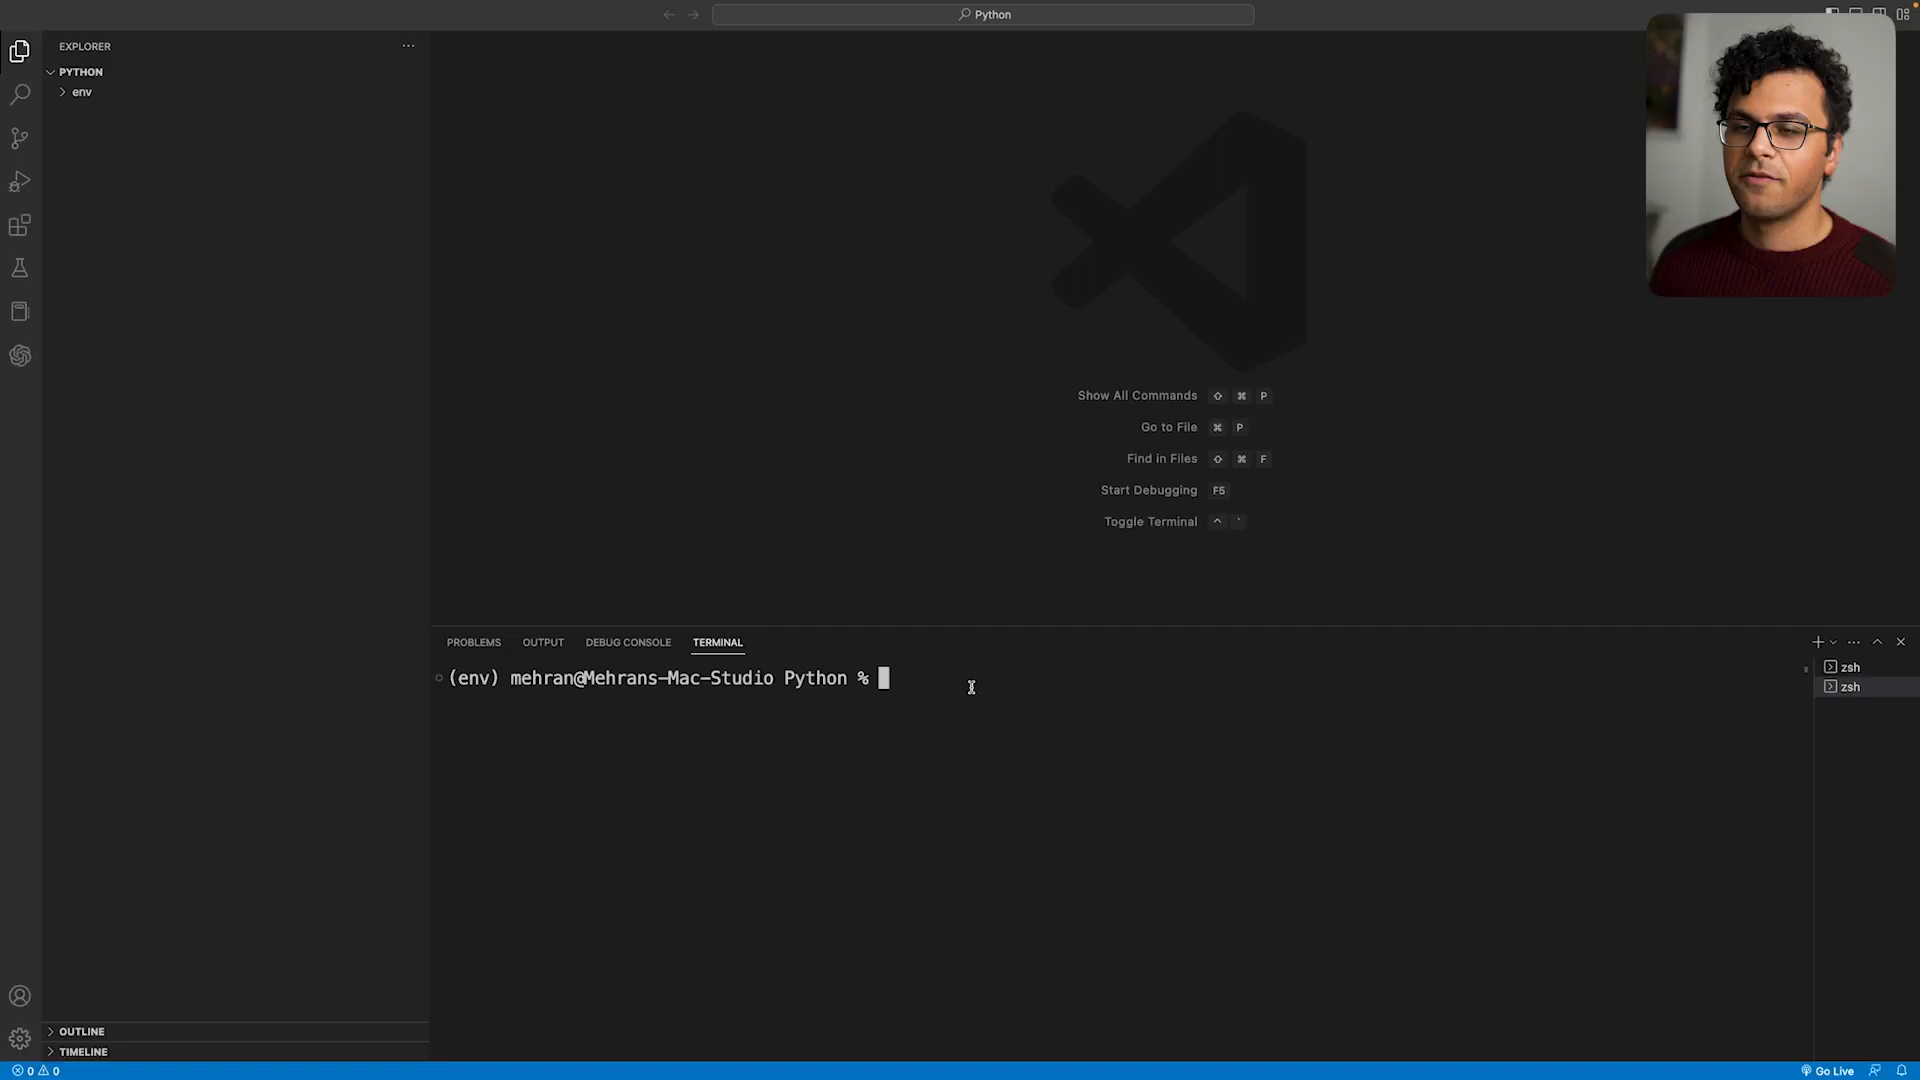 Python
EXPLORER
PYTHON
env
Show All Commands ⇧ ⌘ P
Go to File ⌘ P
Find in Files ⇧ ⌘ F
Start Debugging F5
Toggle Terminal ^ `
PROBLEMS OUTPUT DEBUG CONSOLE TERMINAL
(env) mehran@Mehrans-Mac-Studio Python %
zsh
zsh
OUTLINE
TIMELINE
0 0
Go Live